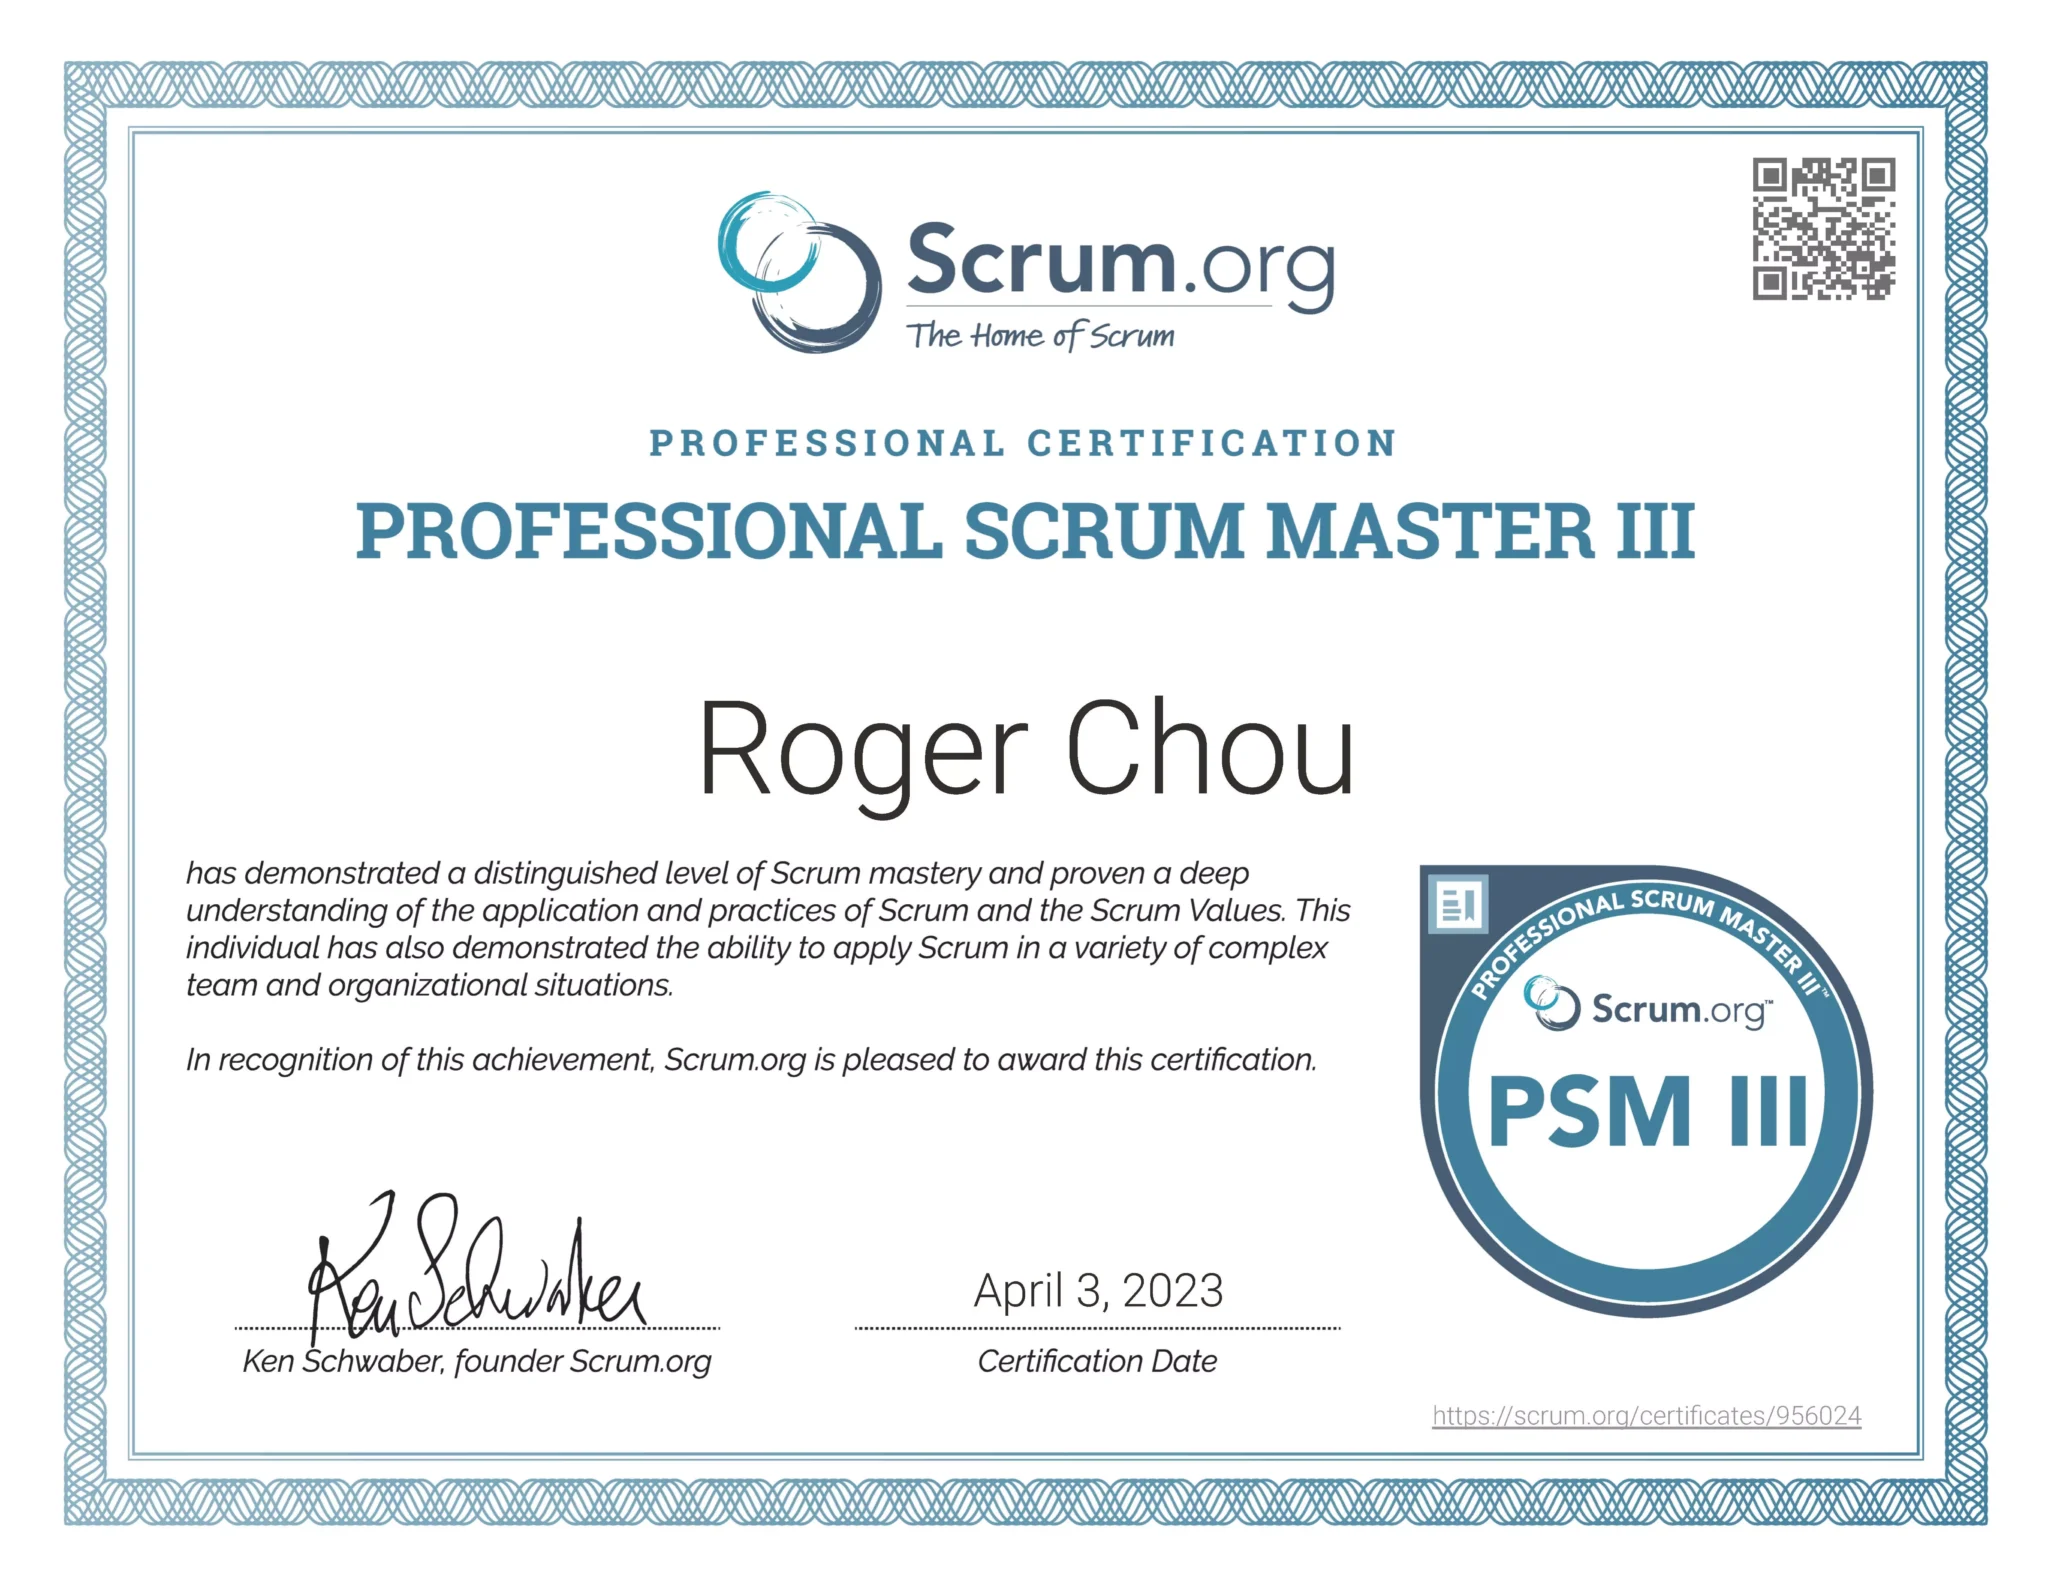 Scrum.org
The Home of Scrum
PROFESSIONAL CERTIFICATION
PROFESSIONAL SCRUM MASTER III
Roger Chou
has demonstrated a distinguished level of Scrum mastery and proven a deep
understanding of the application and practices of Scrum and the Scrum Values. This
individual has also demonstrated the ability to apply Scrum in a variety of complex
team and organizational situations.
In recognition of this achievement, Scrum.org is pleased to award this certification.
PROFESSIONAL SCRUM MASTER III™
Scrum.org™
PSM III
Ken Schwaber
Ken Schwaber, founder Scrum.org
April 3, 2023
Certification Date
https://scrum.org/certificates/956024